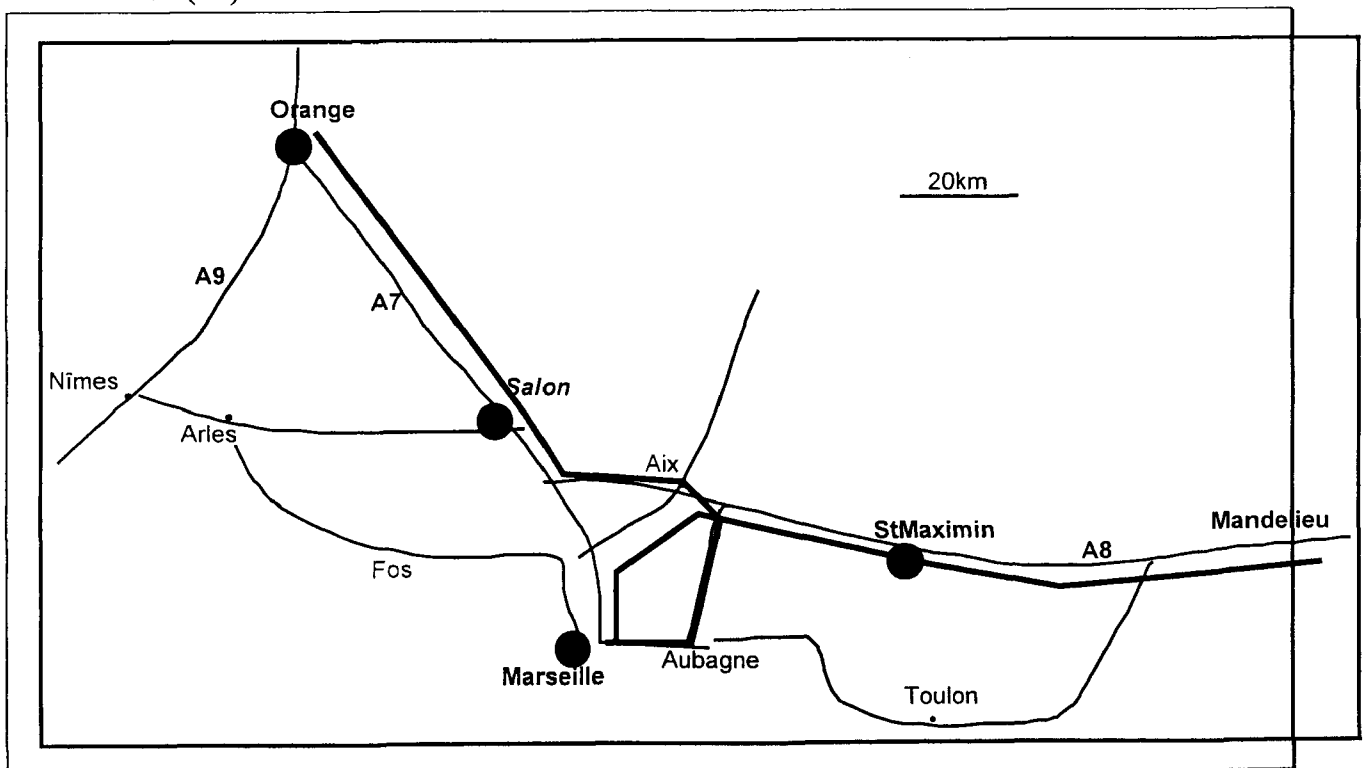 Orange
20km
A9
A7
Nîmes
Salon
Arles
Aix
StMaximin
Mandelieu
A8
Fos
Marseille
Aubagne
Toulon